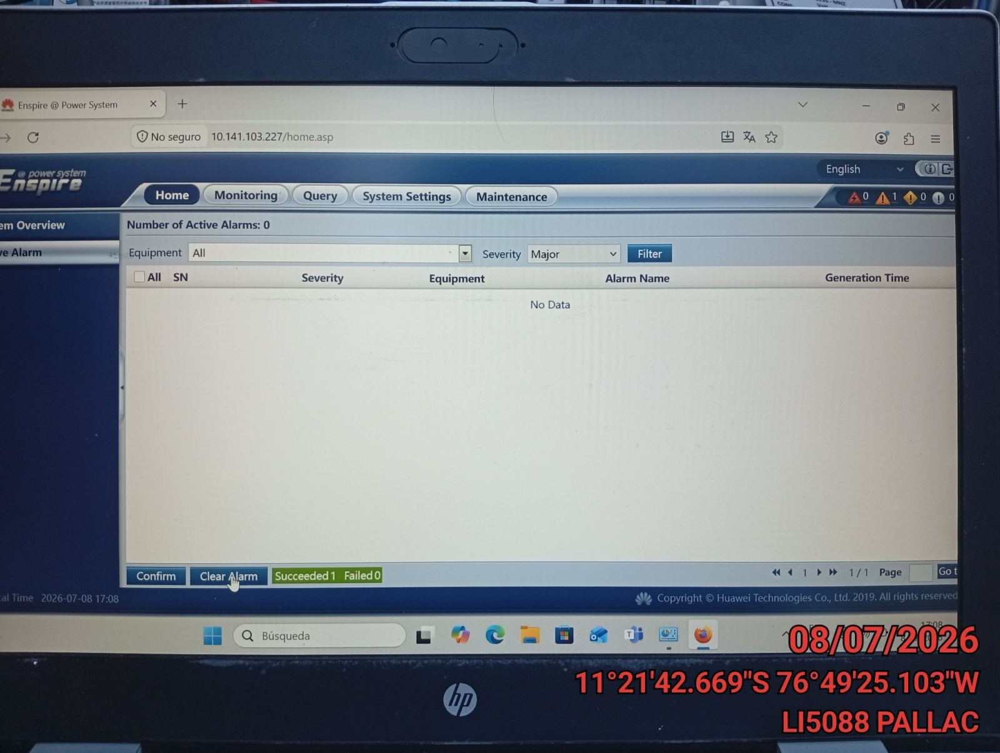 Enspire @ Power System
No seguro 10.141.103.227/home.asp
@ power system
Enspire
English
Home Monitoring Query System Settings Maintenance
0 1 0 0
em Overview
Number of Active Alarms: 0
ve Alarm
Equipment All Severity Major Filter
All SN Severity Equipment Alarm Name Generation Time
No Data
Confirm Clear Alarm Succeeded 1 Failed 0
1 1 / 1 Page Go t
cal Time 2026-07-08 17:08
Copyright © Huawei Technologies Co., Ltd. 2019. All rights reserved
Búsqueda
17:08
08/07/2026
11°21'42.669"S 76°49'25.103"W
hp
LI5088 PALLAC